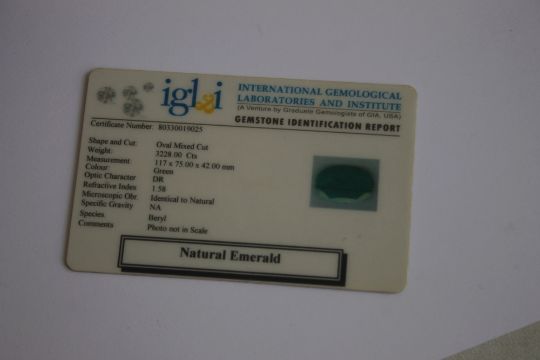 igl i
INTERNATIONAL GEMOLOGICAL
LABORATORIES AND INSTITUTE
(A Venture by Graduate Gemologists of GIA, USA)
GEMSTONE IDENTIFICATION REPORT
Certificate Number 80330019025
Shape and Cut: Oval Mixed Cut
Weight: 3228.00 Cts
Measurement 117 x 75.00 x 42.00 mm
Colour: Green
Optic Character DR
Refractive Index 1.58
Microscopic Obr. Identical to Natural
Specific Gravity NA
Species Beryl
Comments Photo not in Scale
Natural Emerald